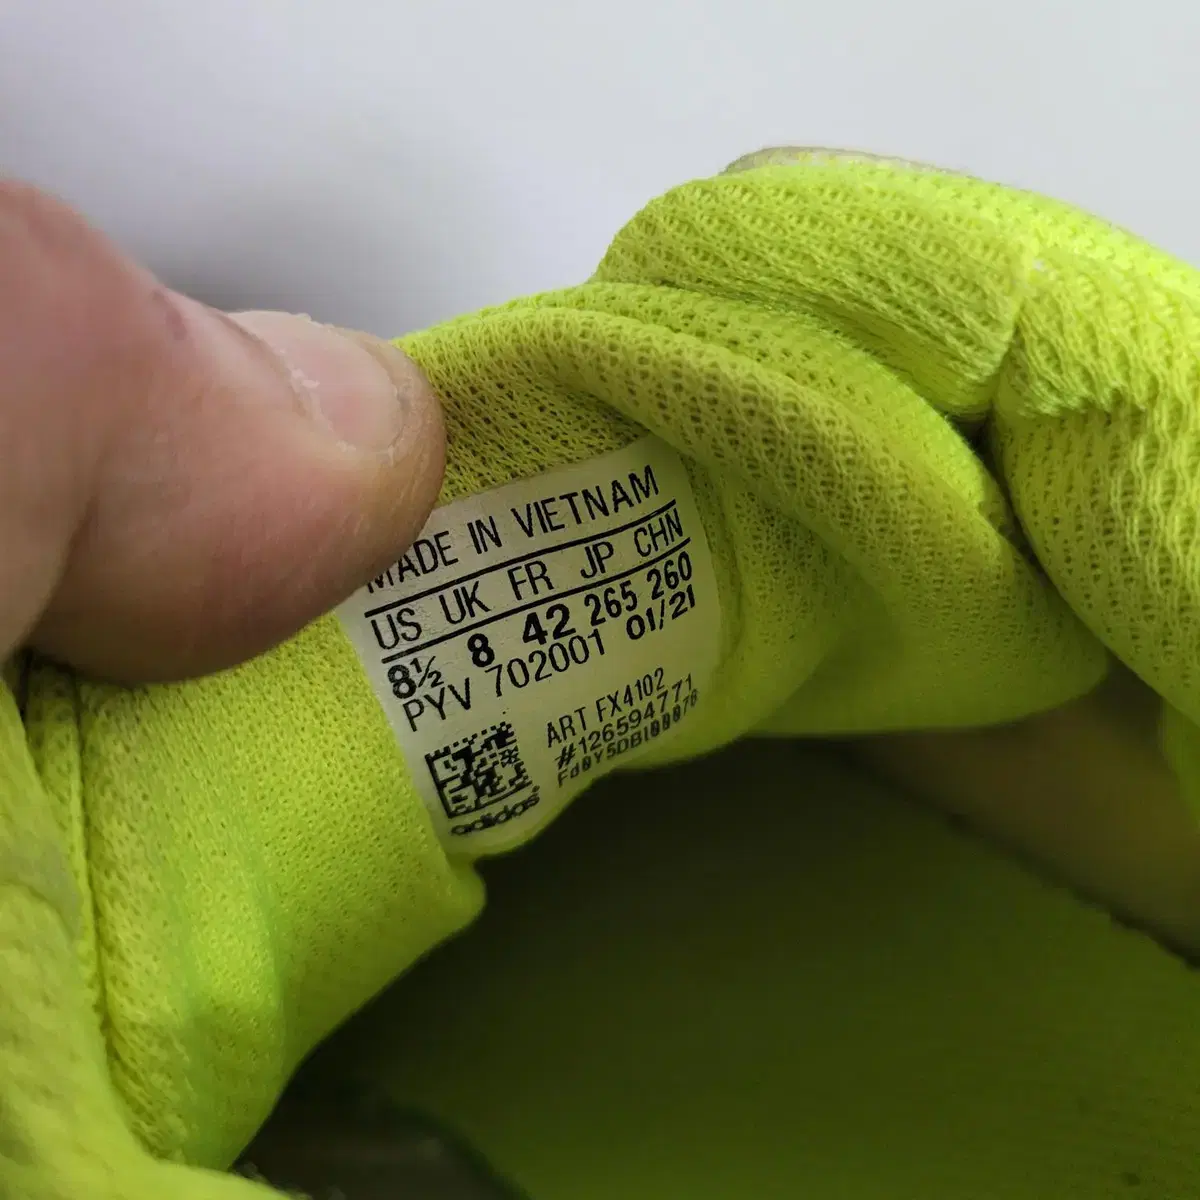 MADE IN VIETNAM
US UK FR JP CHN
8½ 8 42 265 260
PYV 702001 01/21
ART FX4102
#126594771
adidas